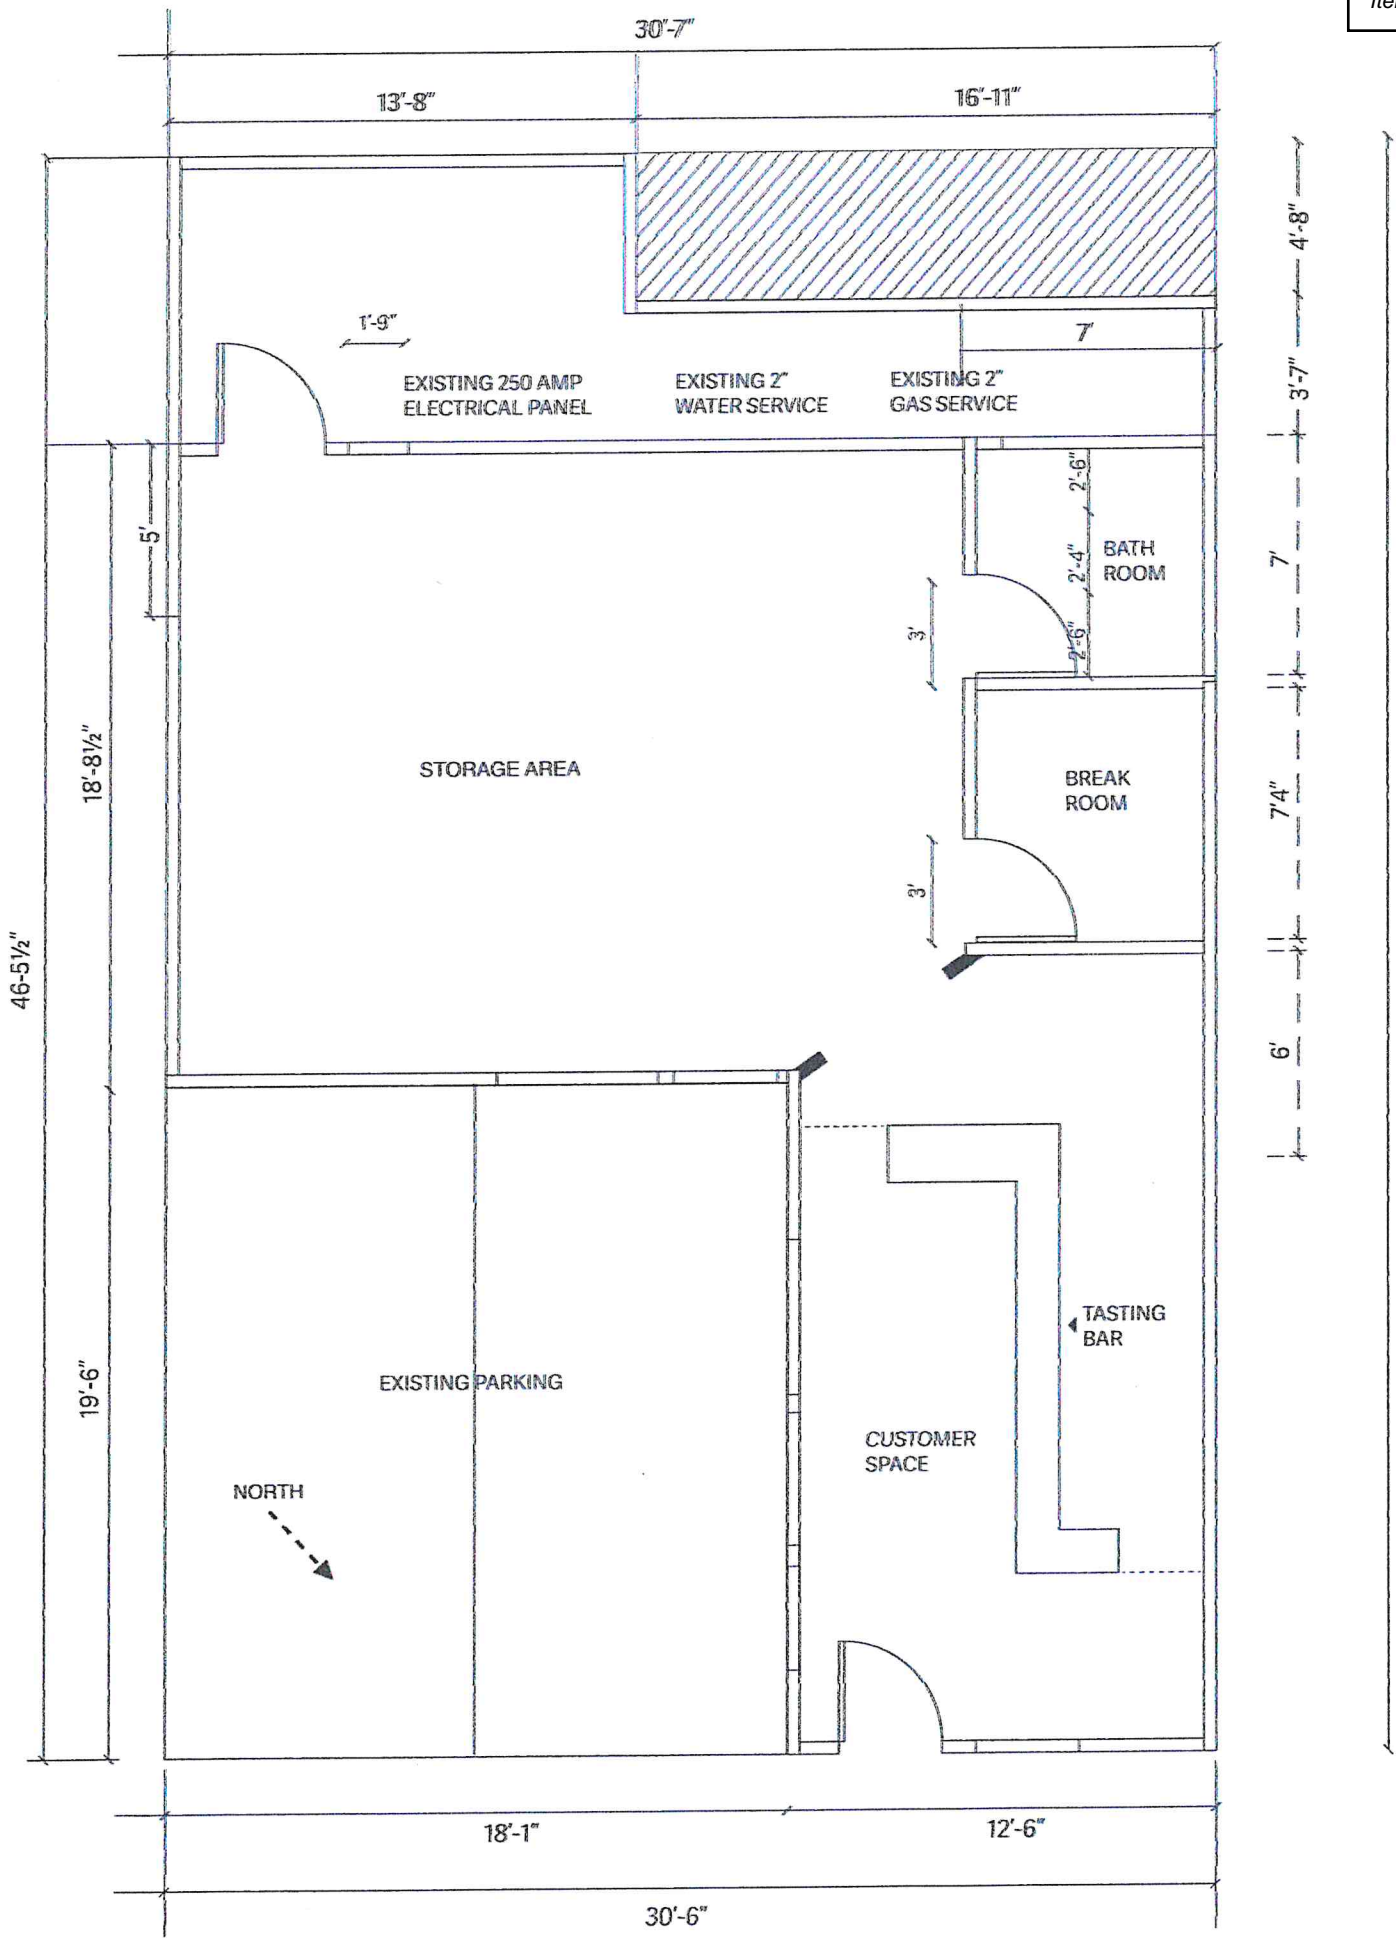 30'-7"
13'-8"
16'-11"
4'-8"
1'-9"
7'
3'-7"
EXISTING 250 AMP
ELECTRICAL PANEL
EXISTING 2"
WATER SERVICE
EXISTING 2"
GAS SERVICE
5'
2'-6"
2'-4"
2'-6"
BATH
ROOM
7'
3'
18'-8½"
STORAGE AREA
BREAK
ROOM
7'4"
3'
46-5½"
6'
TASTING
BAR
19'-6"
EXISTING PARKING
CUSTOMER
SPACE
NORTH
18'-1"
12'-6"
30'-6"